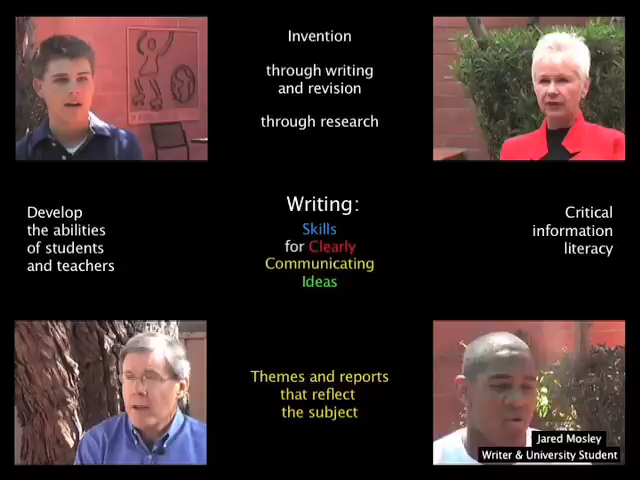 Invention
through writing
and revision
through research
Develop
the abilities
of students
and teachers
Writing:
Skills
for Clearly
Communicating
Ideas
Critical
information
literacy
Themes and reports
that reflect
the subject
Jared Mosley
Writer & University Student